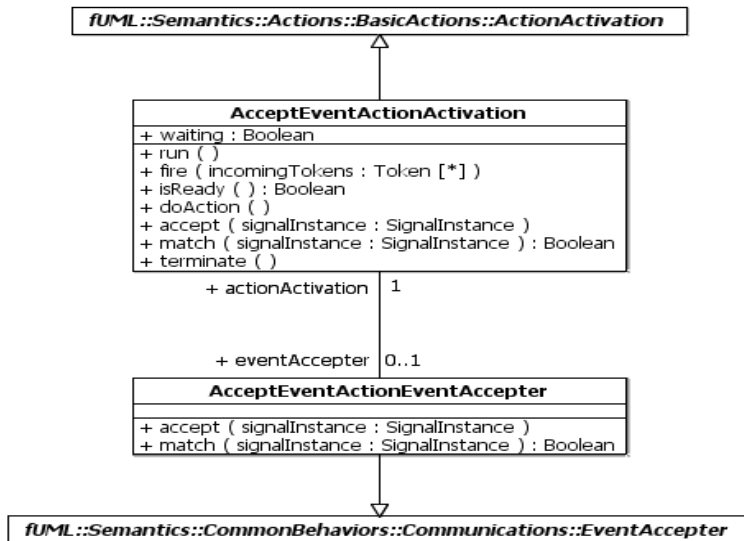 fUML::Semantics::Actions::BasicActions::ActionActivation
AcceptEventActionActivation
+ waiting : Boolean
+ run ( )
+ fire ( incomingTokens : Token [*] )
+ isReady ( ) : Boolean
+ doAction ( )
+ accept ( signalInstance : SignalInstance )
+ match ( signalInstance : SignalInstance ) : Boolean
+ terminate ( )
+ actionActivation 1
+ eventAccepter 0..1
AcceptEventActionEventAccepter
+ accept ( signalInstance : SignalInstance )
+ match ( signalInstance : SignalInstance ) : Boolean
fUML::Semantics::CommonBehaviors::Communications::EventAccepter